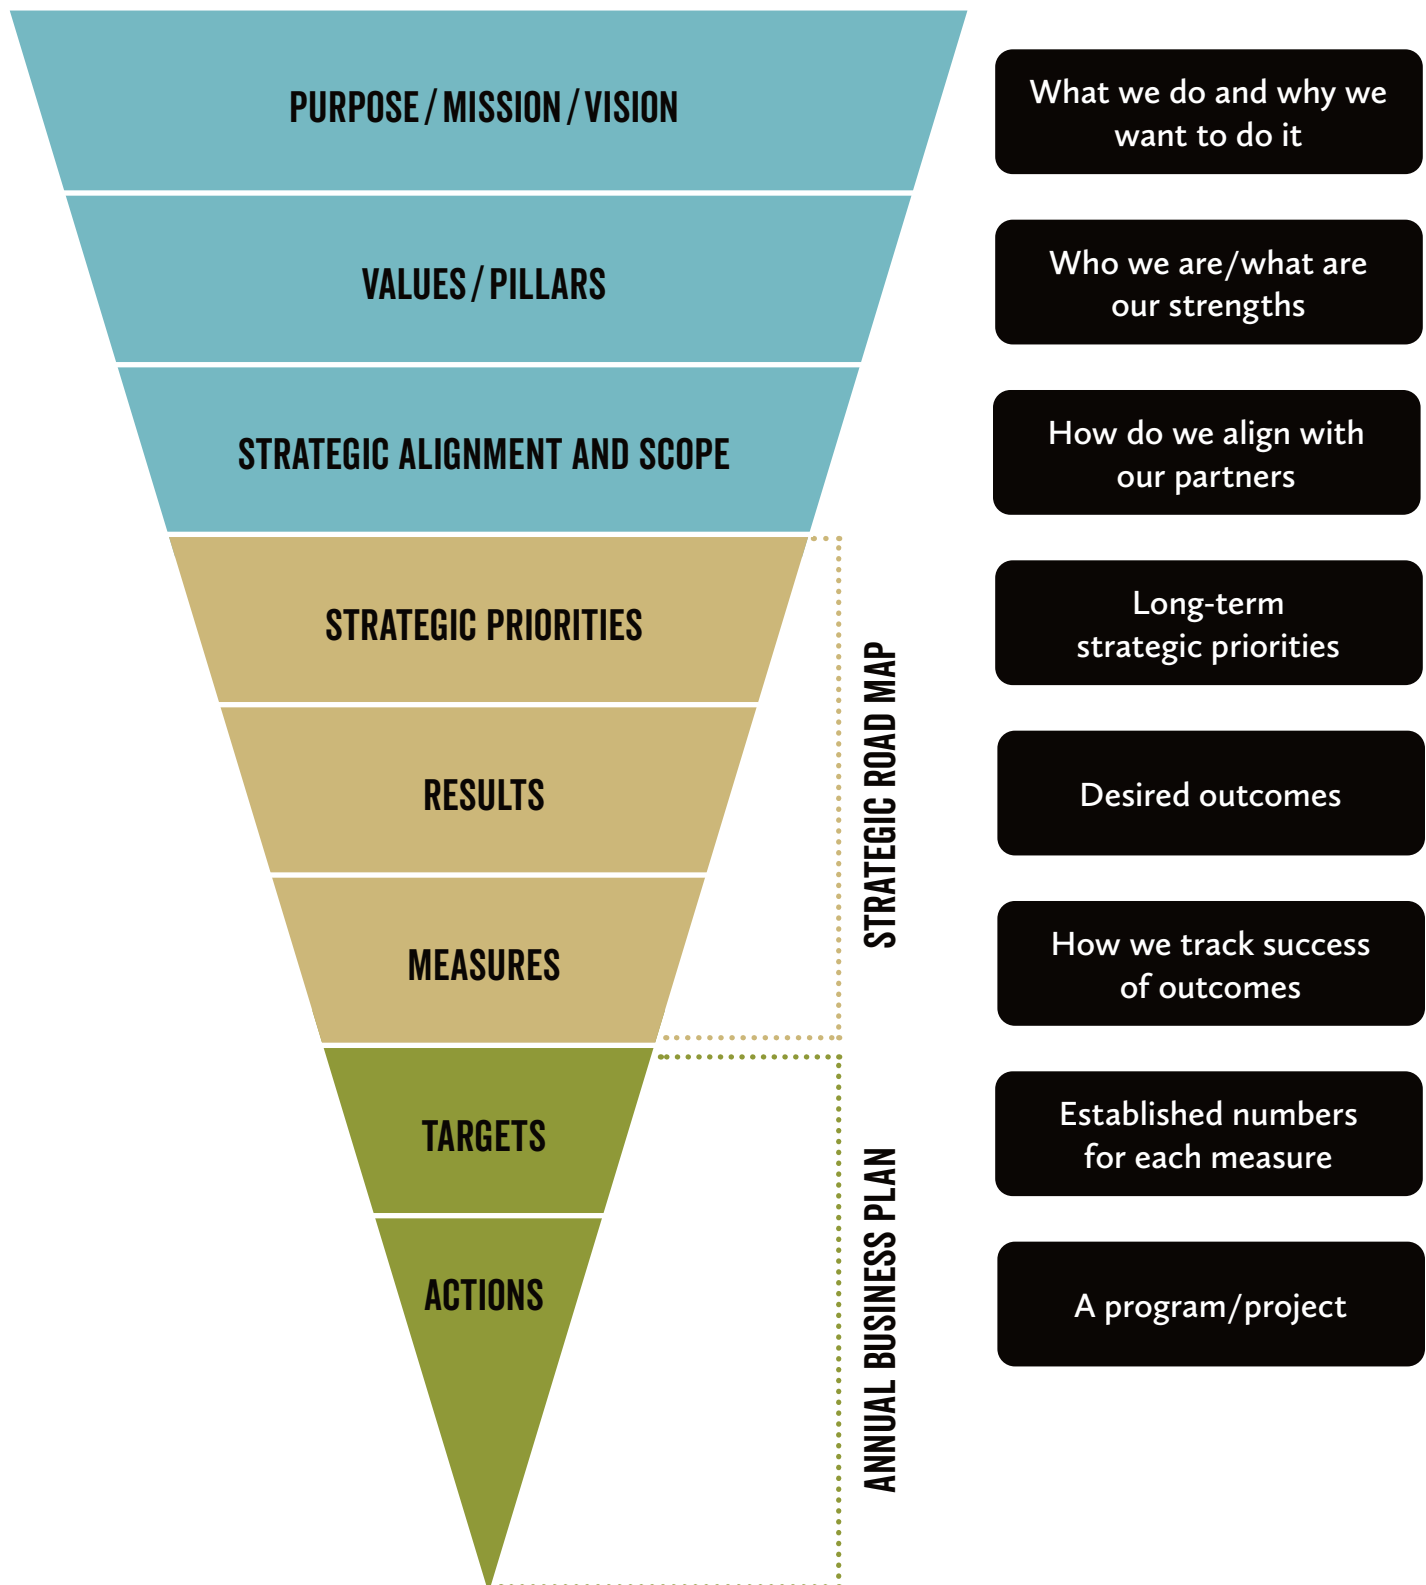 PURPOSE / MISSION / VISION
What we do and why we
want to do it
VALUES / PILLARS
Who we are/what are
our strengths
STRATEGIC ALIGNMENT AND SCOPE
How do we align with
our partners
STRATEGIC PRIORITIES
Long-term
strategic priorities
RESULTS
Desired outcomes
MEASURES
How we track success
of outcomes
STRATEGIC ROAD MAP
TARGETS
Established numbers
for each measure
ACTIONS
A program/project
ANNUAL BUSINESS PLAN